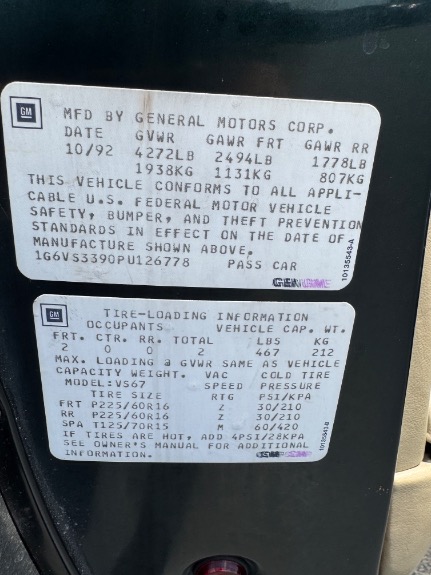 GM
MFD BY GENERAL MOTORS CORP.
DATE GVWR GAWR FRT GAWR RR
10/92 4272LB 2494LB 1778LB
1938KG 1131KG 807KG
THIS VEHICLE CONFORMS TO ALL APPLI-
CABLE U.S. FEDERAL MOTOR VEHICLE
SAFETY, BUMPER, AND THEFT PREVENTION
STANDARDS IN EFFECT ON THE DATE OF
MANUFACTURE SHOWN ABOVE.
1G6VS3390PU126778 PASS CAR
10135543-A
GM
TIRE-LOADING INFORMATION
OCCUPANTS VEHICLE CAP. WT.
FRT. CTR. RR. TOTAL LBS KG
2 0 0 2 467 212
MAX. LOADING @ GVWR SAME AS VEHICLE
CAPACITY WEIGHT. VAC COLD TIRE
MODEL:VS67 SPEED PRESSURE
TIRE SIZE RTG PSI/KPA
FRT P225/60R16 Z 30/210
RR P225/60R16 Z 30/210
SPA T125/70R15 M 60/420
IF TIRES ARE HOT, ADD 4PSI/28KPA
SEE OWNER'S MANUAL FOR ADDITIONAL
INFORMATION.